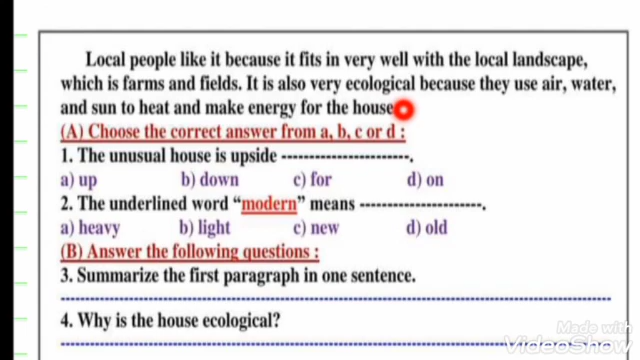 Local people like it because it fits in very well with the local landscape,
which is farms and fields. It is also very ecological because they use air, water,
and sun to heat and make energy for the house
(A) Choose the correct answer from a, b, c or d :
1. The unusual house is upside -----------------------.
a) up b) down c) for d) on
2. The underlined word “modern” means ----------------------.
a) heavy b) light c) new d) old
(B) Answer the following questions :
3. Summarize the first paragraph in one sentence.
4. Why is the house ecological?
Made with
VideoShow